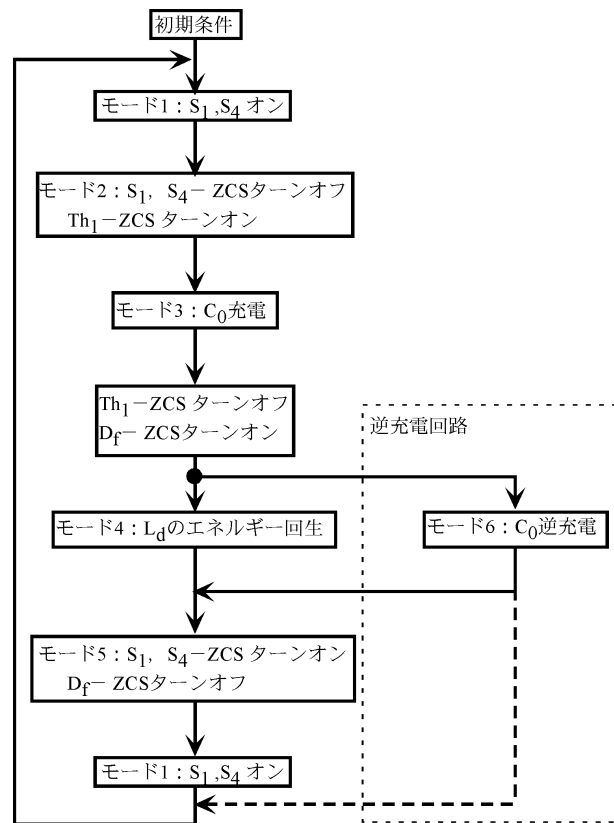 初期条件
モード1：S1 ,S4 オン
モード2：S1， S4－ ZCSターンオフ
Th1－ZCS ターンオン
モード3：C0充電
Th1－ZCS ターンオフ
Df－ ZCSターンオン
逆充電回路
モード4：Ldのエネルギー回生
モード6：C0逆充電
モード5：S1， S4－ZCS ターンオン
Df－ ZCSターンオフ
モード1：S1 ,S4 オン